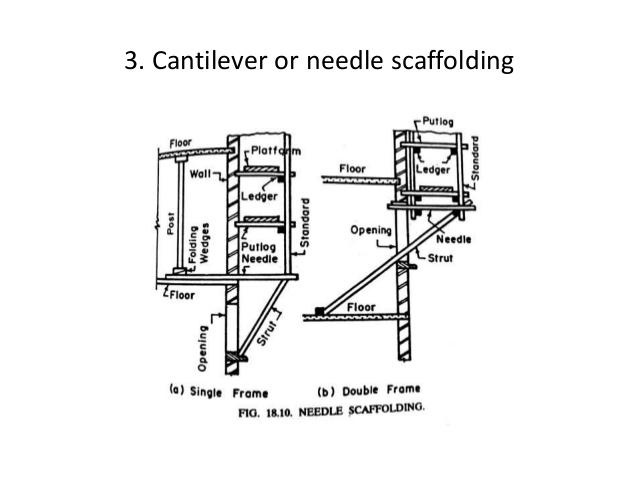 3. Cantilever or needle scaffolding
Floor
Platform
Wall
Ledger
Post
Folding
Wedges
Standard
Putlog
Needle
Floor
Opening
Strut
(a) Single Frame
Putlog
Floor
Ledger
Standard
Opening
Needle
Strut
Floor
(b) Double Frame
FIG. 18.10. NEEDLE SCAFFOLDING.